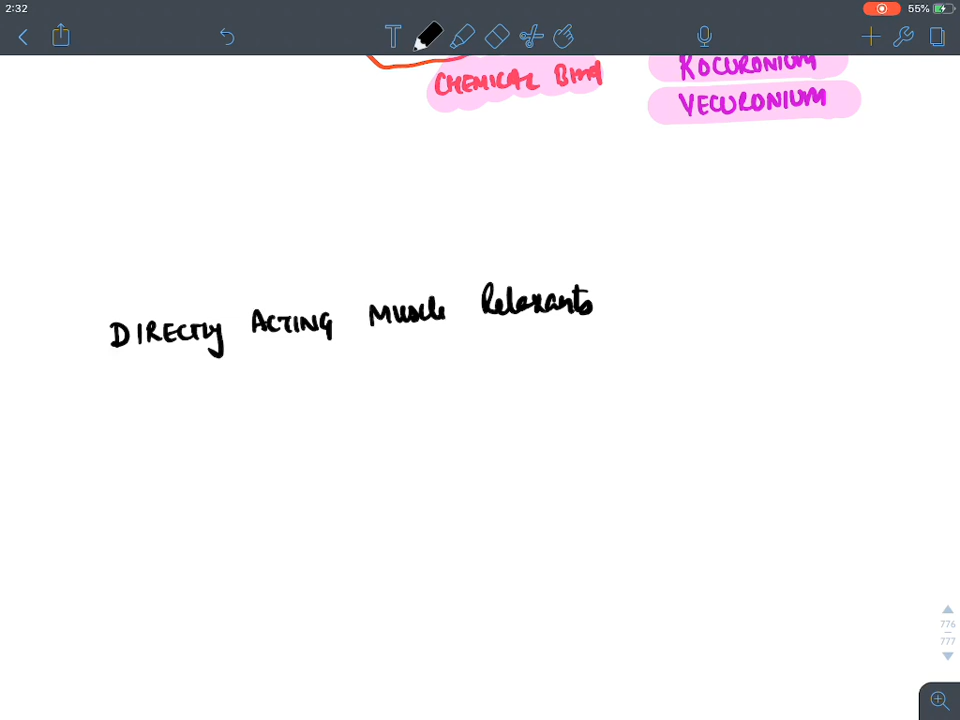 2:32
55%
T
ROCURONIUM
CHEMICAL
VECURONIUM
DIRECTLY ACTING Muscle Relaxants
776
777